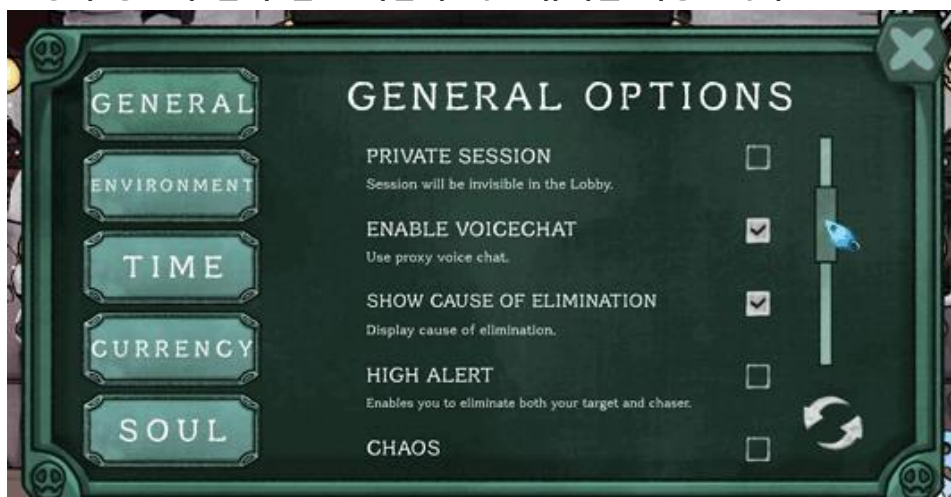 GENERAL
ENVIRONMENT
TIME
CURRENCY
SOUL
GENERAL OPTIONS
PRIVATE SESSION
Session will be invisible in the Lobby.
ENABLE VOICECHAT
Use proxy voice chat.
SHOW CAUSE OF ELIMINATION
Display cause of elimination.
HIGH ALERT
Enables you to eliminate both your target and chaser.
CHAOS